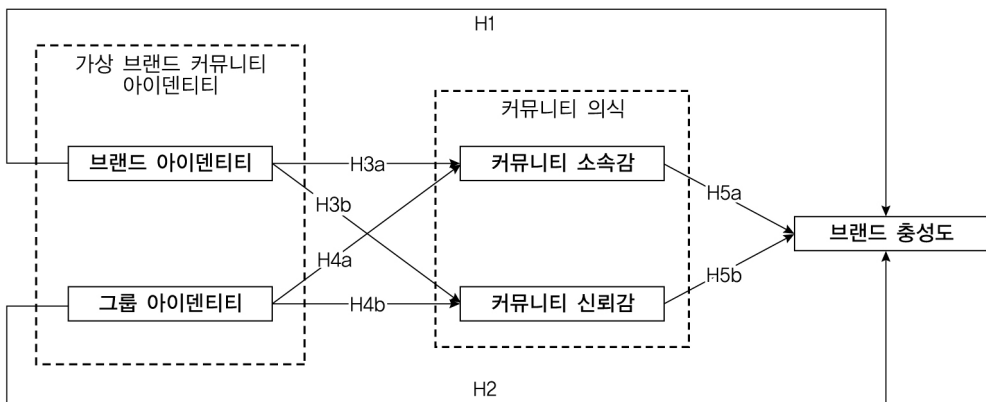 H1
가상 브랜드 커뮤니티
아이덴티티
커뮤니티 의식
브랜드 아이덴티티
H3a
커뮤니티 소속감
H5a
H3b
브랜드 충성도
H4a
H5b
그룹 아이덴티티
H4b
커뮤니티 신뢰감
H2